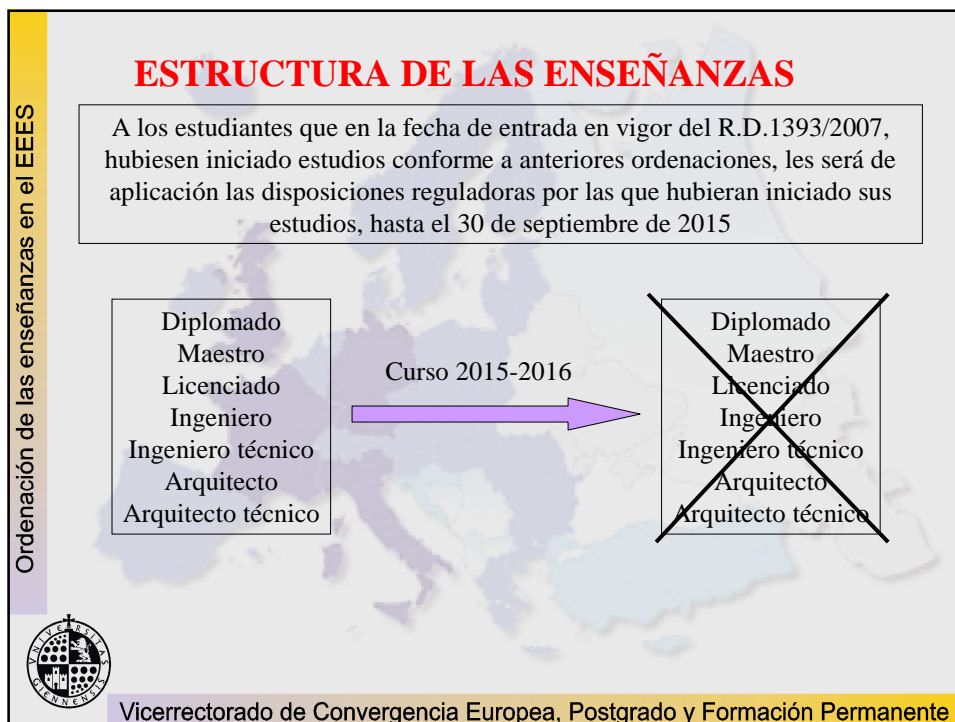 Ordenación de las enseñanzas en el EEES
ESTRUCTURA DE LAS ENSEÑANZAS
A los estudiantes que en la fecha de entrada en vigor del R.D.1393/2007,
hubiesen iniciado estudios conforme a anteriores ordenaciones, les será de
aplicación las disposiciones reguladoras por las que hubieran iniciado sus
estudios, hasta el 30 de septiembre de 2015
Diplomado
Maestro
Licenciado
Ingeniero
Ingeniero técnico
Arquitecto
Arquitecto técnico
Curso 2015-2016
Diplomado
Maestro
Licenciado
Ingeniero
Ingeniero técnico
Arquitecto
Arquitecto técnico
VNIVERSITAS
GIENNENSIS
Vicerrectorado de Convergencia Europea, Postgrado y Formación Permanente